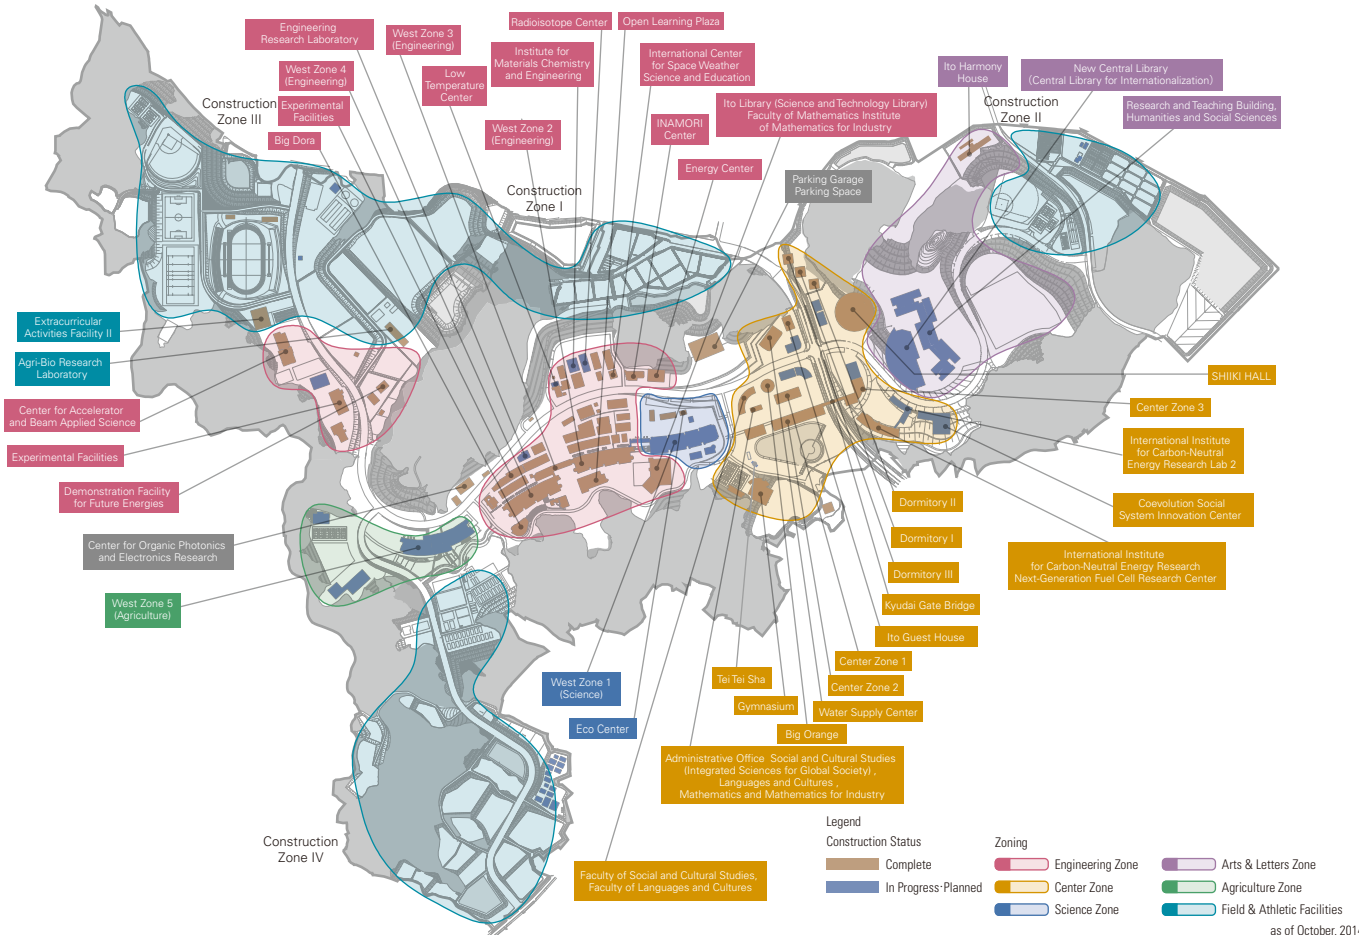 Engineering
Research Laboratory
West Zone 3
(Engineering)
Radioisotope Center
Open Learning Plaza
West Zone 4
(Engineering)
Low
Temperature
Center
Institute for
Materials Chemistry
and Engineering
International Center
for Space Weather
Science and Education
Ito Harmony
House
New Central Library
(Central Library for Internationalization)
Construction
Zone III
Experimental
Facilities
Big Dora
West Zone 2
(Engineering)
INAMORI
Center
Ito Library (Science and Technology Library)
Faculty of Mathematics Institute
of Mathematics for Industry
Construction
Zone II
Research and Teaching Building,
Humanities and Social Sciences
Energy Center
Construction
Zone I
Parking Garage
Parking Space
Extracurricular
Activities Facility II
Agri-Bio Research
Laboratory
SHIIKI HALL
Center for Accelerator
and Beam Applied Science
Center Zone 3
Experimental Facilities
International Institute
for Carbon-Neutral
Energy Research Lab 2
Demonstration Facility
for Future Energies
Dormitory II
Coevolution Social
System Innovation Center
Center for Organic Photonics
and Electronics Research
Dormitory I
International Institute
for Carbon-Neutral Energy Research
Next-Generation Fuel Cell Research Center
Dormitory III
West Zone 5
(Agriculture)
Kyudai Gate Bridge
Ito Guest House
Center Zone 1
West Zone 1
(Science)
Tei Tei Sha
Center Zone 2
Gymnasium
Water Supply Center
Eco Center
Big Orange
Administrative Office  Social and Cultural Studies
(Integrated Sciences for Global Society) ,
Languages and Cultures ,
Mathematics and Mathematics for Industry
Construction
Zone IV
Faculty of Social and Cultural Studies,
Faculty of Languages and Cultures
Legend
Construction Status
Complete
In Progress·Planned
Zoning
Engineering Zone
Center Zone
Science Zone
Arts & Letters Zone
Agriculture Zone
Field & Athletic Facilities
as of October, 2014